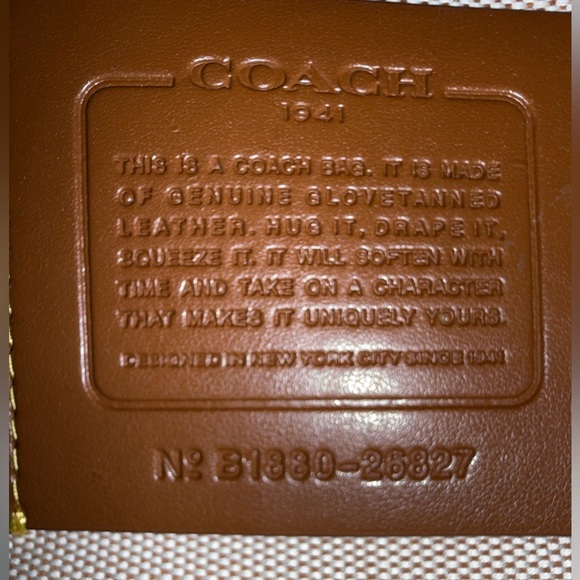 COACH
1941
THIS IS A COACH BAG. IT IS MADE
OF GENUINE GLOVETANNED
LEATHER. HUG IT, DRAPE IT,
SQUEEZE IT. IT WILL SOFTEN WITH
TIME AND TAKE ON A CHARACTER
THAT MAKES IT UNIQUELY YOURS.
DESIGNED IN NEW YORK CITY SINCE 1941
Nº B1880-26827